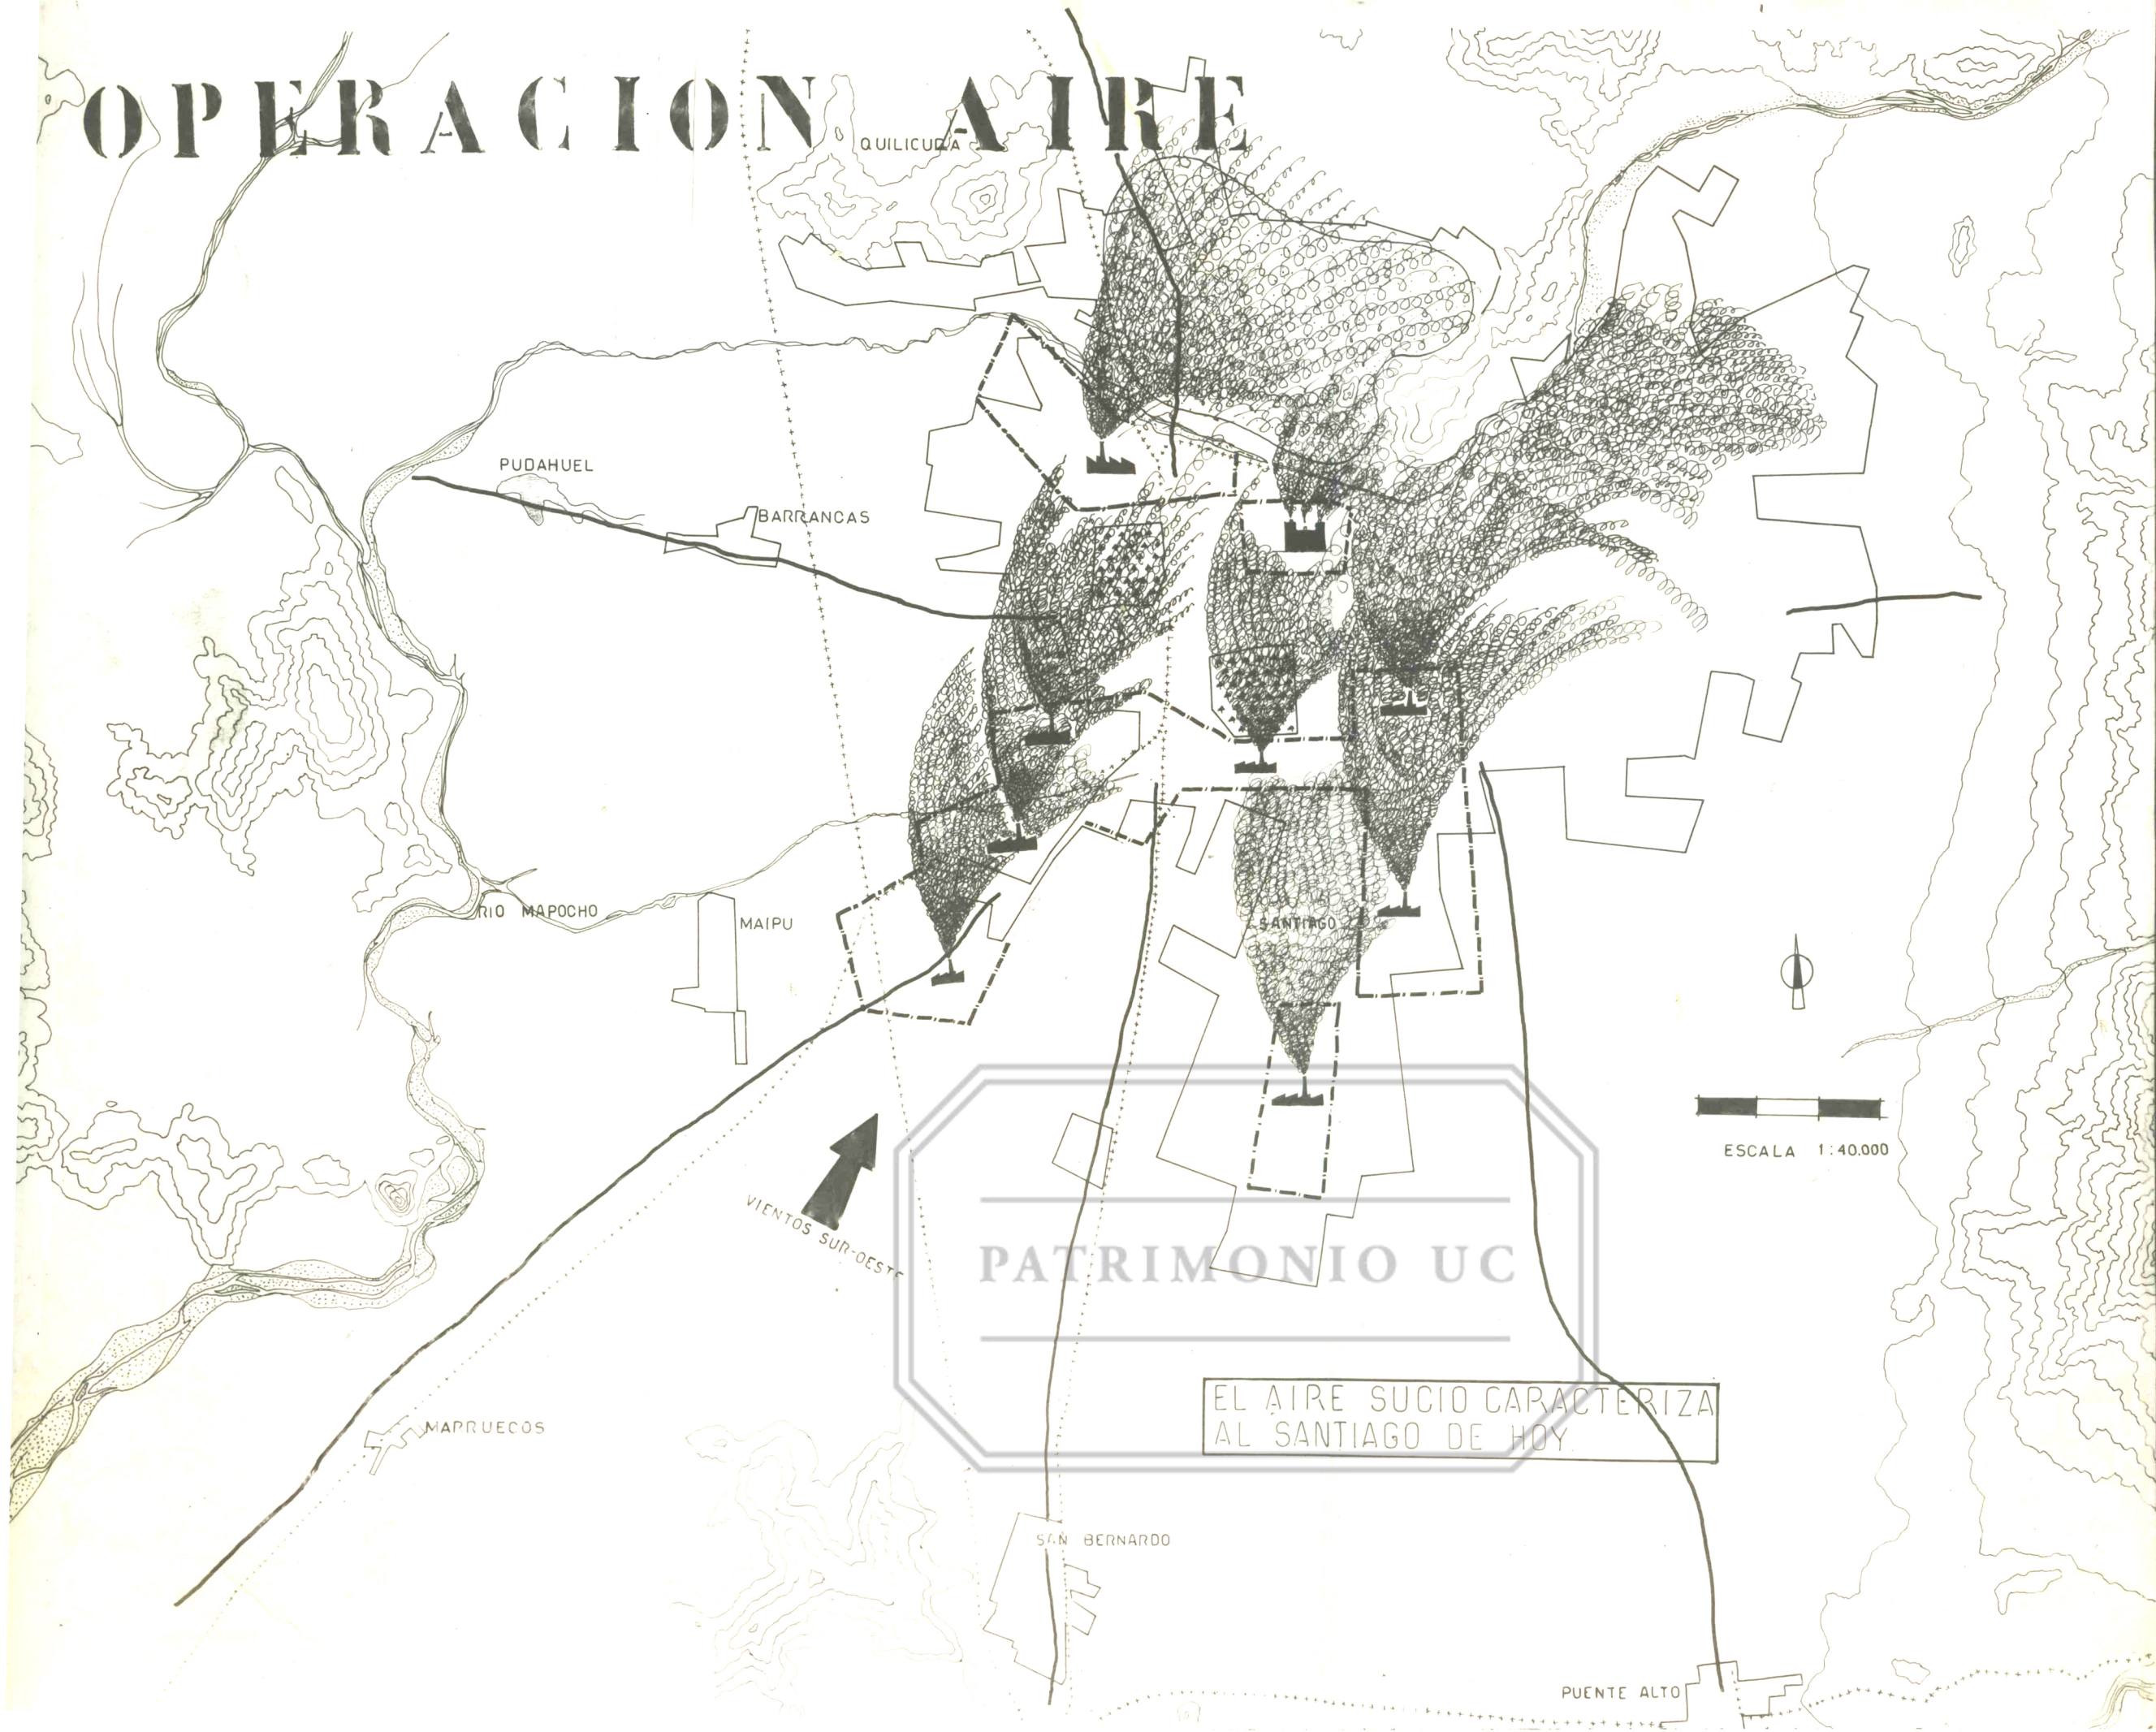 OPERACION AIRE
QUILICURA
PUDAHUEL
BARRANCAS
RIO MAPOCHO
MAIPU
SANTIAGO
ESCALA 1:40.000
VIENTOS SUR-OESTE
PATRIMONIO UC
EL AIRE SUCIO CARACTERIZA
AL SANTIAGO DE HOY.
MARRUECOS
SAN BERNARDO
PUENTE ALTO